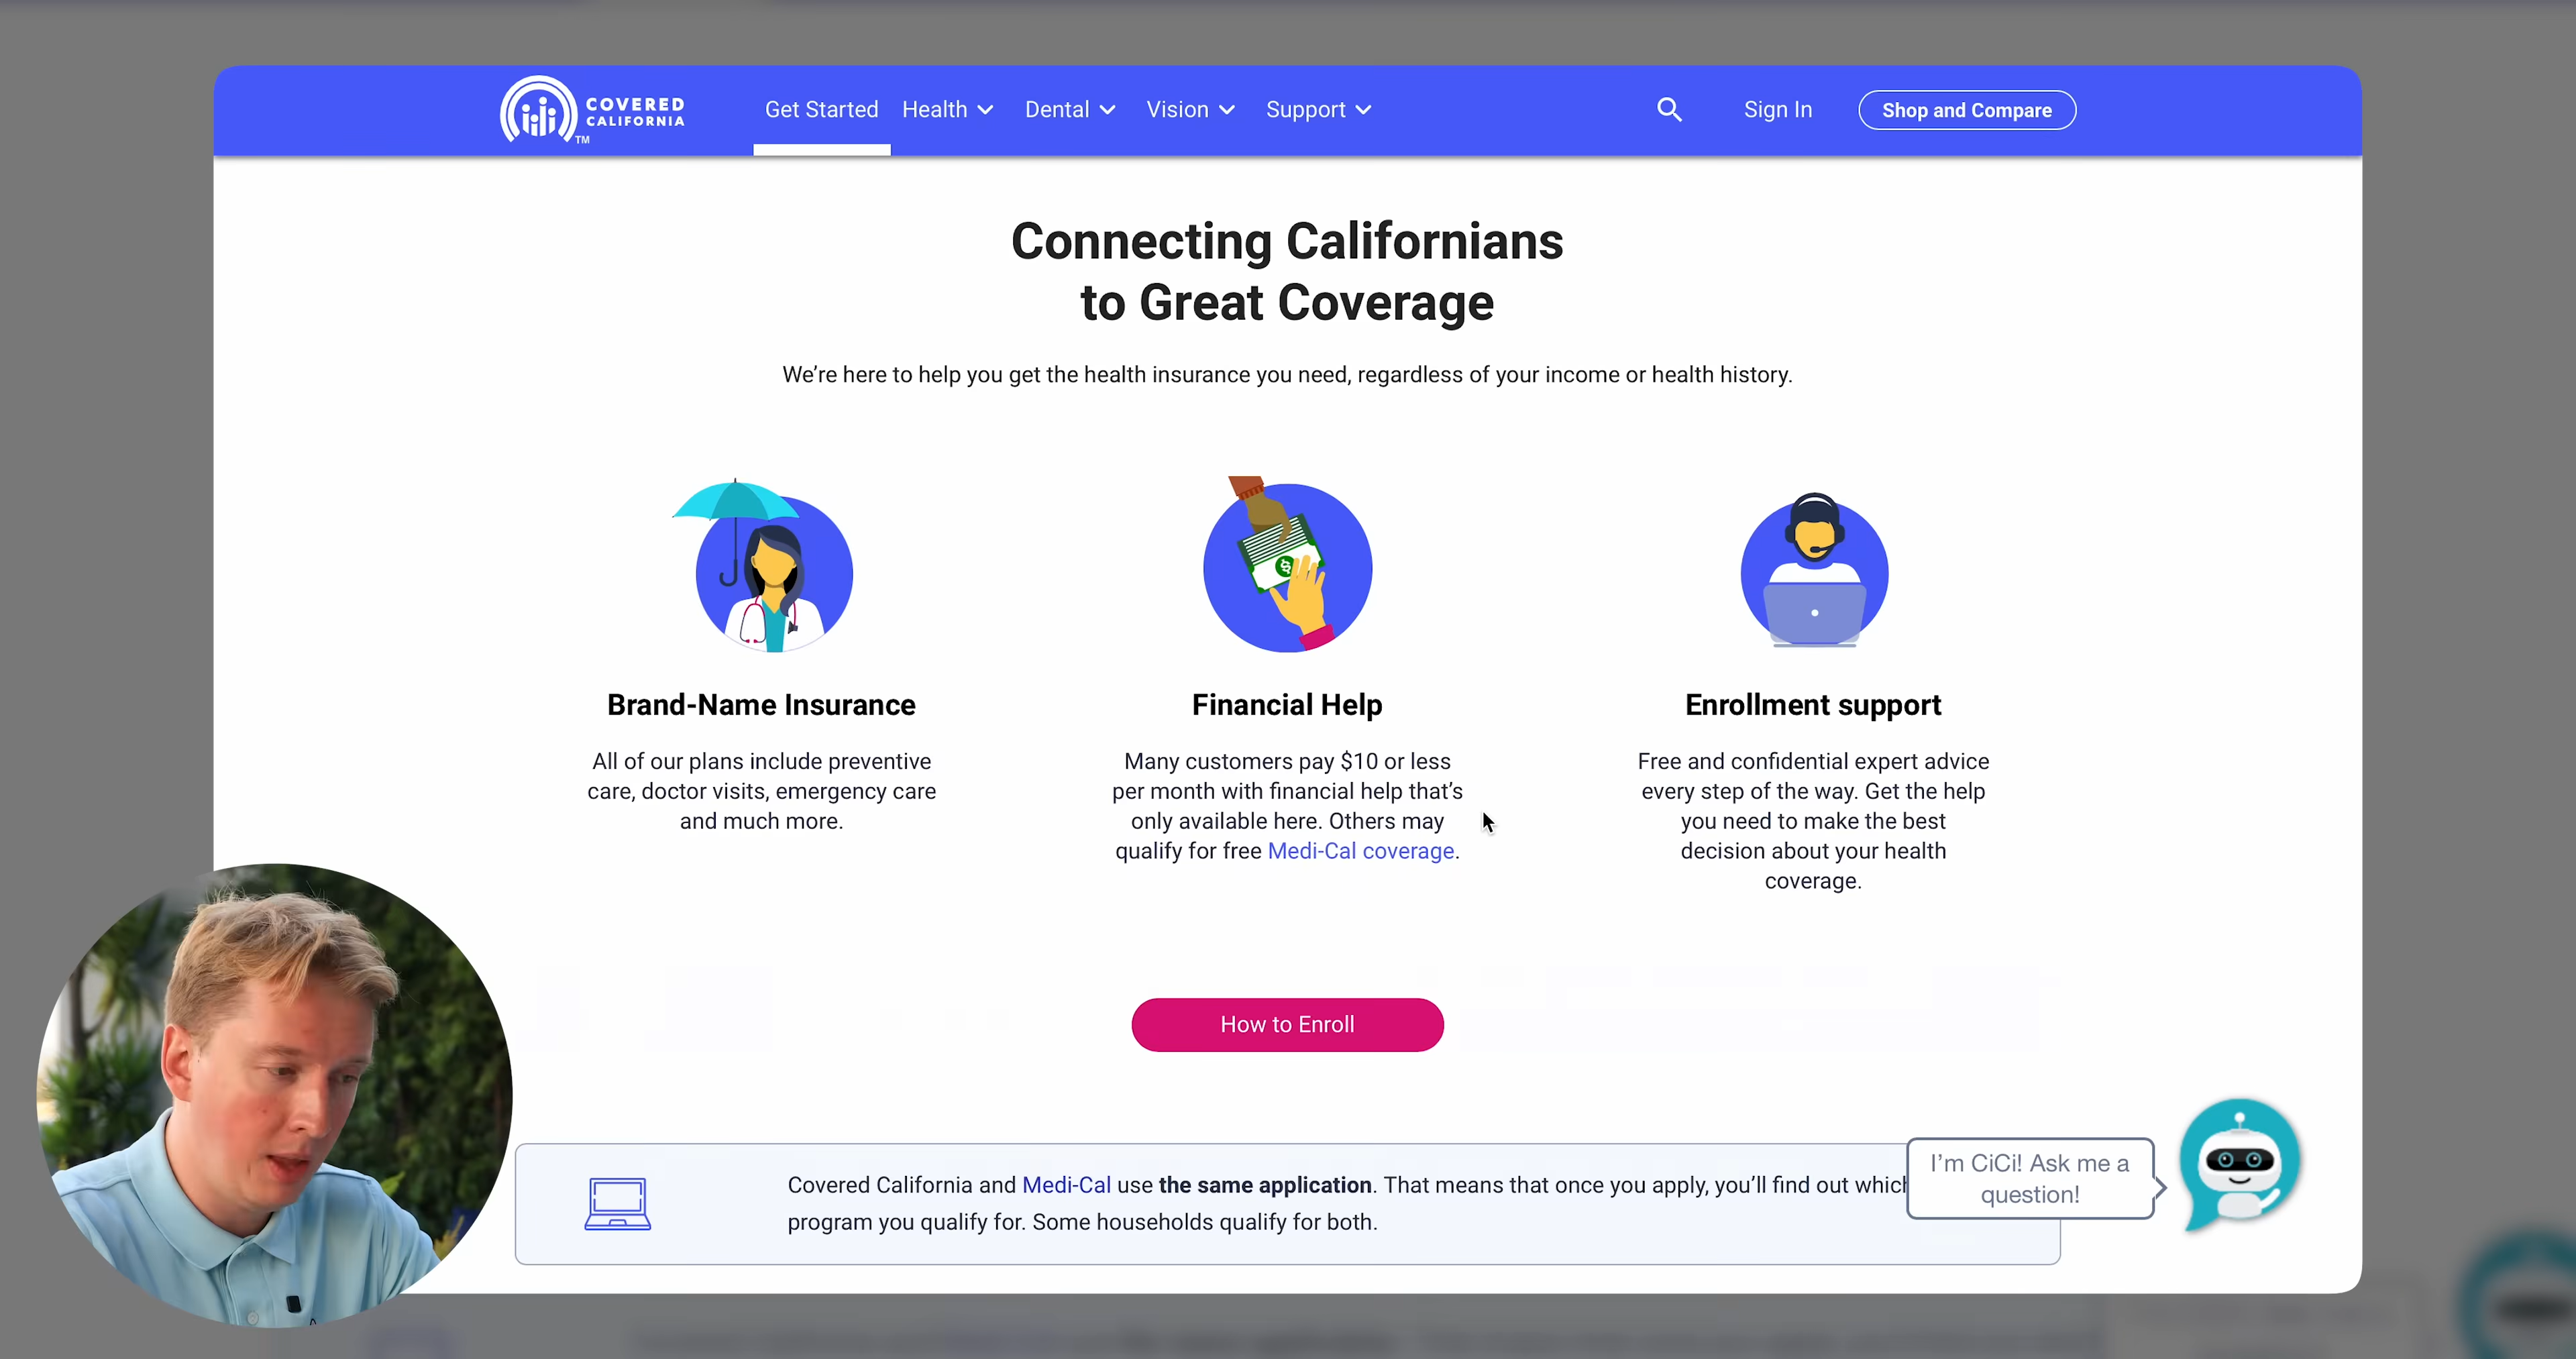 COVERED
CALIFORNIA
TM
Get Started
Health
Dental
Vision
Support
Sign In
Shop and Compare
Connecting Californians
to Great Coverage
We’re here to help you get the health insurance you need, regardless of your income or health history.
Brand-Name Insurance
All of our plans include preventive
care, doctor visits, emergency care
and much more.
Financial Help
Many customers pay $10 or less
per month with financial help that’s
only available here. Others may
qualify for free Medi-Cal coverage.
Enrollment support
Free and confidential expert advice
every step of the way. Get the help
you need to make the best
decision about your health
coverage.
How to Enroll
Covered California and Medi-Cal use the same application. That means that once you apply, you’ll find out which
program you qualify for. Some households qualify for both.
I’m CiCi! Ask me a
question!